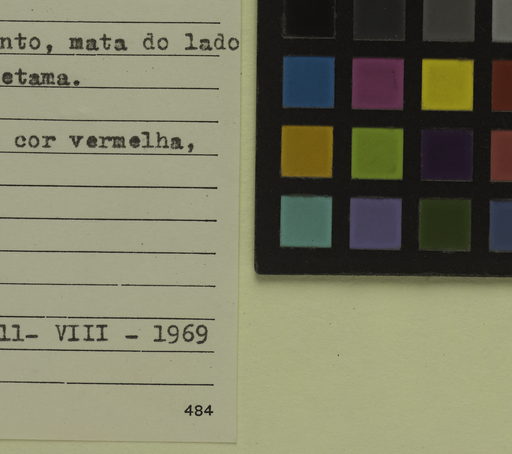 nto, mata do lado
etama.
cor vermelha,
11- VIII - 1969
484